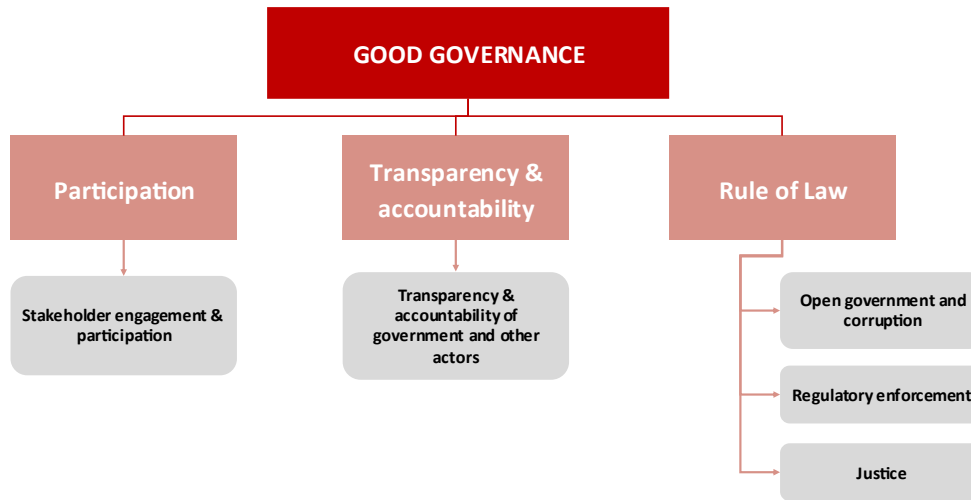 GOOD GOVERNANCE
Participation
Transparency &
accountability
Rule of Law
Stakeholder engagement &
participation
Transparency &
accountability of
government and other
actors
Open government and
corruption
Regulatory enforcement
Justice